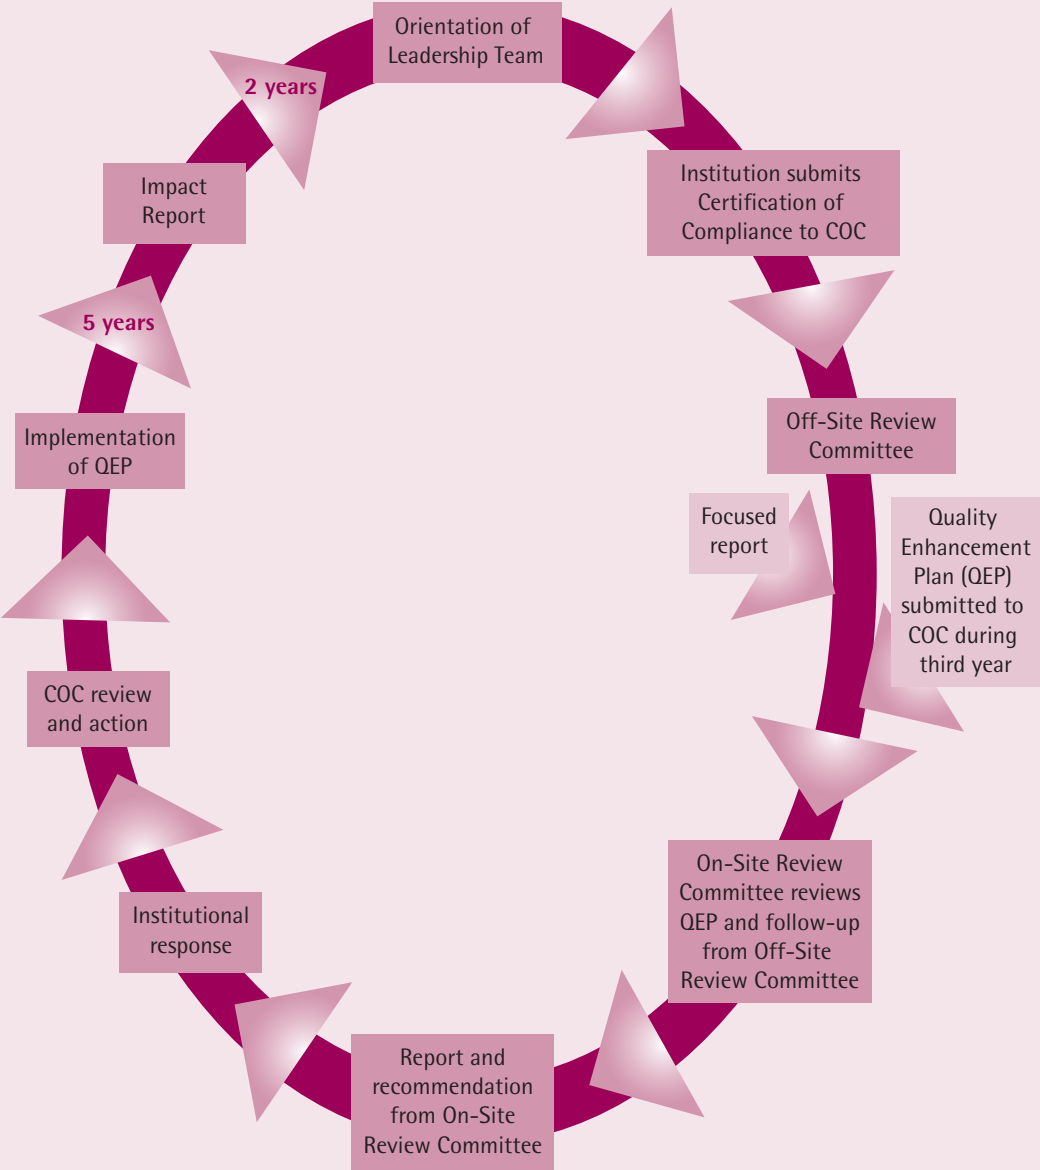 Orientation of
Leadership Team
Institution submits
Certification of
Compliance to COC
Off-Site Review
Committee
Focused
report
Quality
Enhancement
Plan (QEP)
submitted to
COC during
third year
On-Site Review
Committee reviews
QEP and follow-up
from Off-Site
Review Committee
Report and
recommendation
from On-Site
Review Committee
Institutional
response
COC review
and action
Implementation
of QEP
5 years
Impact
Report
2 years